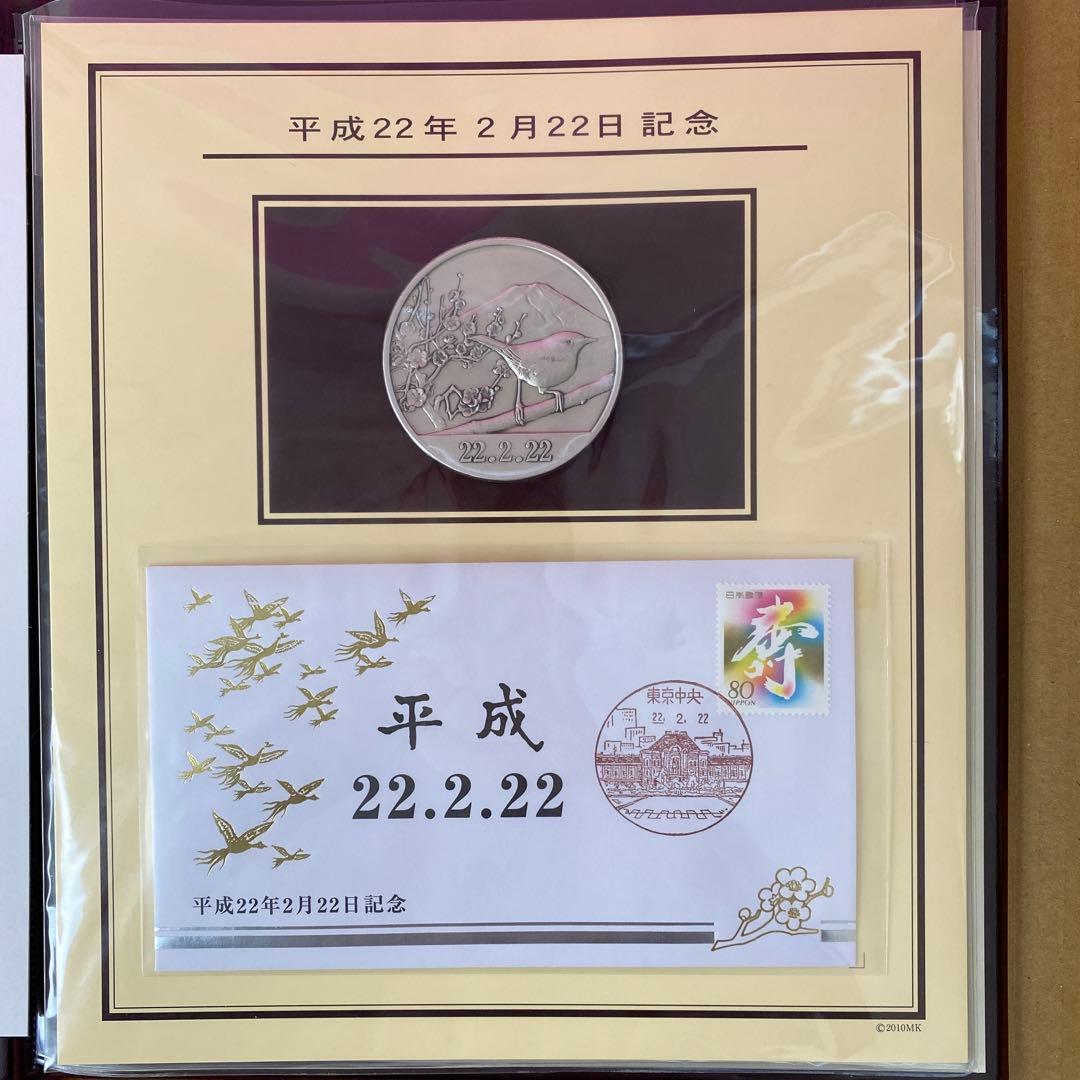 平成22年 2月22日 記念
22.2.22
日本郵便
寿
80
NIPPON
東京中央
22. 2. 22
平成
22.2.22
平成22年2月22日記念
©2010MK